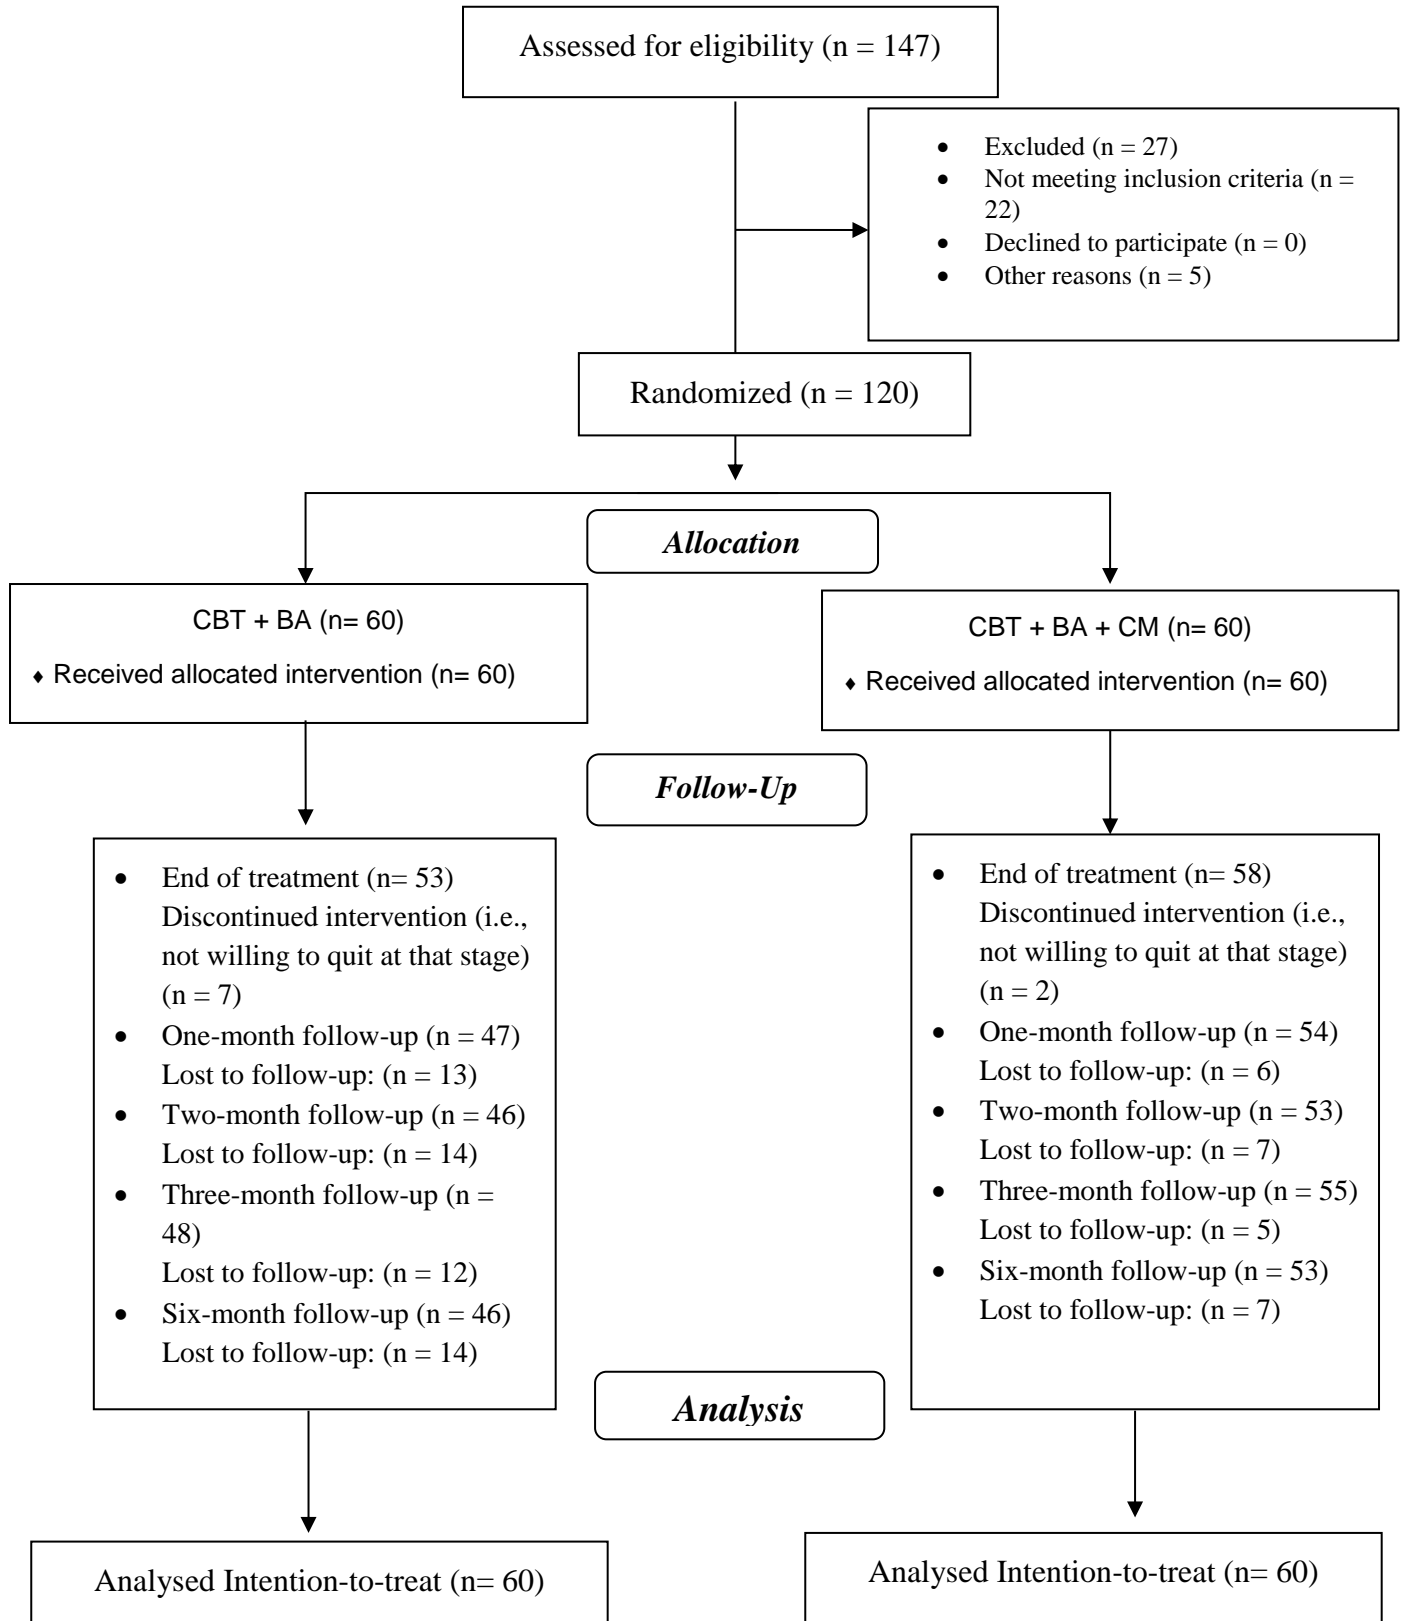 Assessed for eligibility (n = 147)
• Excluded (n = 27)
• Not meeting inclusion criteria (n =
22)
• Declined to participate (n = 0)
• Other reasons (n = 5)
Randomized (n = 120)
Allocation
CBT + BA (n= 60)
♦ Received allocated intervention (n= 60)
CBT + BA + CM (n= 60)
♦ Received allocated intervention (n= 60)
Follow-Up
• End of treatment (n= 53)
Discontinued intervention (i.e.,
not willing to quit at that stage)
(n = 7)
• One-month follow-up (n = 47)
Lost to follow-up: (n = 13)
• Two-month follow-up (n = 46)
Lost to follow-up: (n = 14)
• Three-month follow-up (n =
48)
Lost to follow-up: (n = 12)
• Six-month follow-up (n = 46)
Lost to follow-up: (n = 14)
• End of treatment (n= 58)
Discontinued intervention (i.e.,
not willing to quit at that stage)
(n = 2)
• One-month follow-up (n = 54)
Lost to follow-up: (n = 6)
• Two-month follow-up (n = 53)
Lost to follow-up: (n = 7)
• Three-month follow-up (n = 55)
Lost to follow-up: (n = 5)
• Six-month follow-up (n = 53)
Lost to follow-up: (n = 7)
Analysis
Analysed Intention-to-treat (n= 60)
Analysed Intention-to-treat (n= 60)